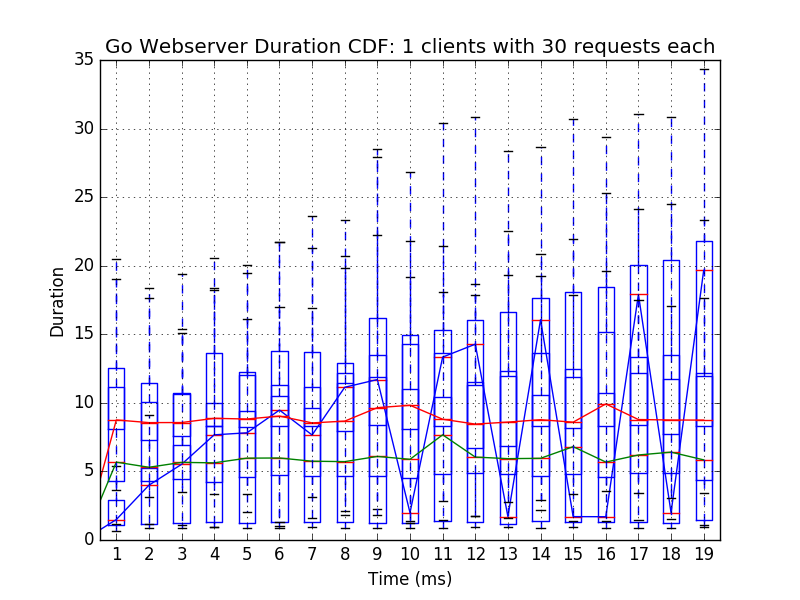 Go Webserver Duration CDF: 1 clients with 30 requests each
35
30
25
20
15
10
5
0
Duration
1 2 3 4 5 6 7 8 9 10 11 12 13 14 15 16 17 18 19
Time (ms)